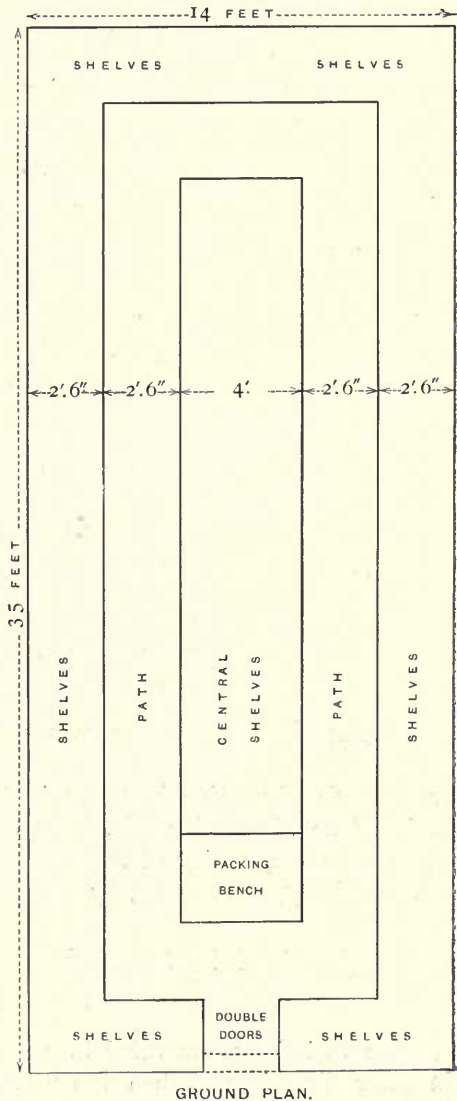 14 FEET
SHELVES SHELVES
2'.6" 2'.6" 4'. 2'.6" 2'.6"
35 FEET
SHELVES
PATH
CENTRAL
SHELVES
PATH
SHELVES
PACKING
BENCH
DOUBLE
DOORS
SHELVES SHELVES
GROUND PLAN.